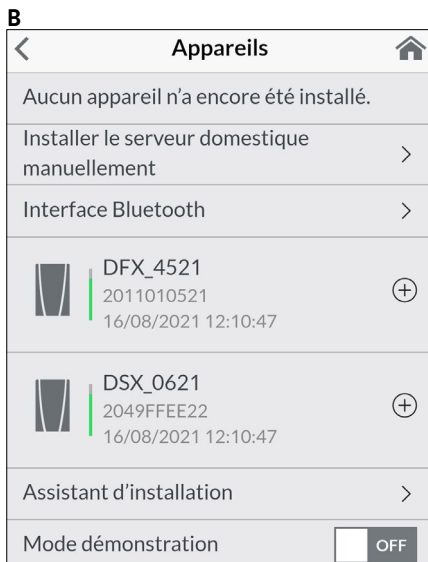 B
Appareils
Aucun appareil n'a encore été installé.
Installer le serveur domestique
manuellement
Interface Bluetooth
DFX_4521
2011010521
16/08/2021 12:10:47
DSX_0621
2049FFEE22
16/08/2021 12:10:47
Assistant d'installation
Mode démonstration
OFF